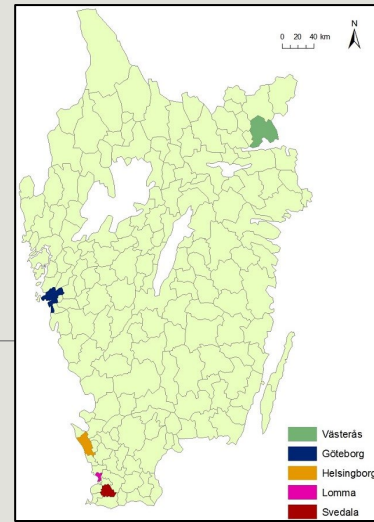 N
0 20 40 km
Västerås
Göteborg
Helsingborg
Lomma
Svedala